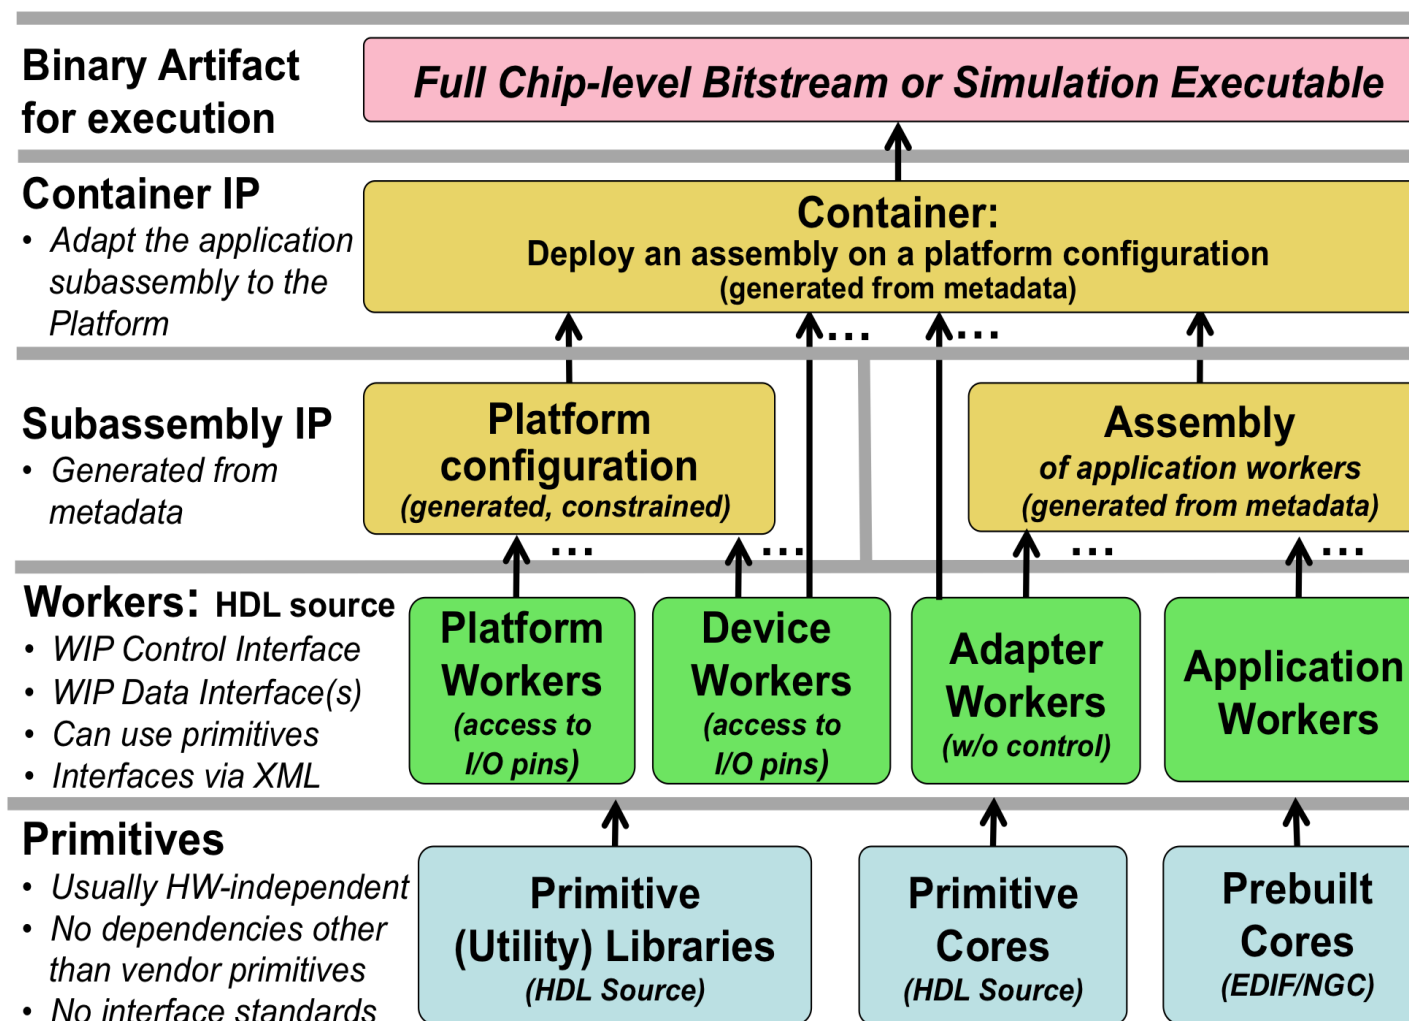 Binary Artifact
for execution
Full Chip-level Bitstream or Simulation Executable
Container IP
• Adapt the application
subassembly to the
Platform
Container:
Deploy an assembly on a platform configuration
(generated from metadata)
...
...
Subassembly IP
• Generated from
metadata
Platform
configuration
(generated, constrained)
Assembly
of application workers
(generated from metadata)
...
...
...
...
Workers: HDL source
• WIP Control Interface
• WIP Data Interface(s)
• Can use primitives
• Interfaces via XML
Platform
Workers
(access to
I/O pins)
Device
Workers
(access to
I/O pins)
Adapter
Workers
(w/o control)
Application
Workers
Primitives
• Usually HW-independent
• No dependencies other
than vendor primitives
• No interface standards
Primitive
(Utility) Libraries
(HDL Source)
Primitive
Cores
(HDL Source)
Prebuilt
Cores
(EDIF/NGC)